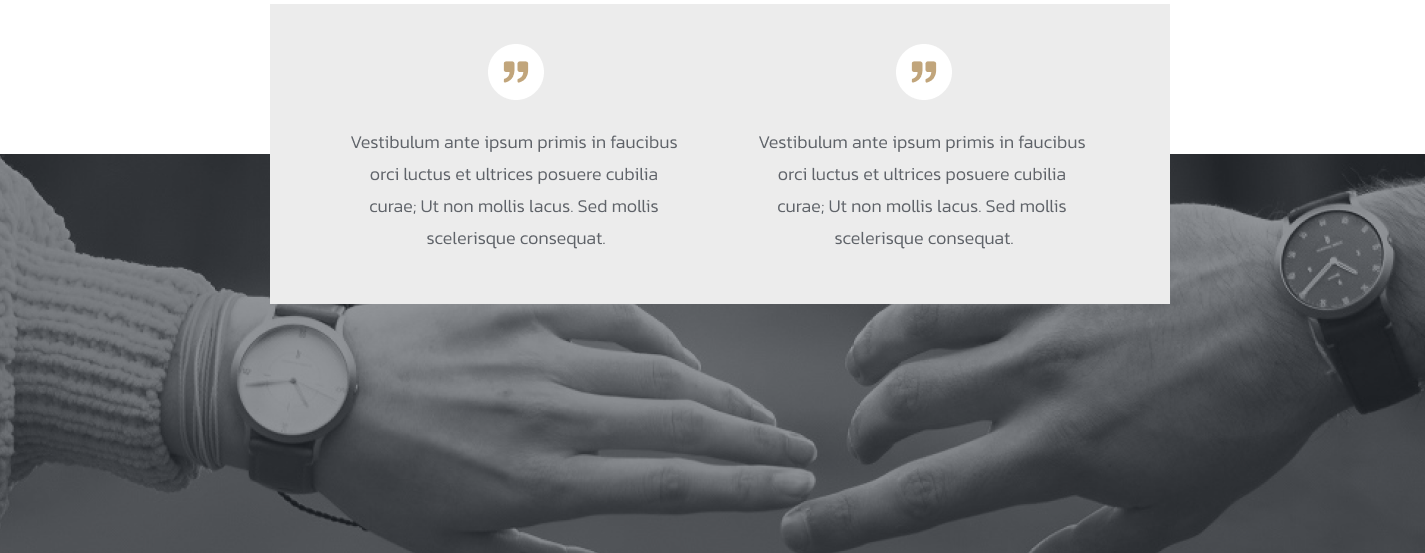 Vestibulum ante ipsum primis in faucibus
orci luctus et ultrices posuere cubilia
curae; Ut non mollis lacus. Sed mollis
scelerisque consequat.
Vestibulum ante ipsum primis in faucibus
orci luctus et ultrices posuere cubilia
curae; Ut non mollis lacus. Sed mollis
scelerisque consequat.